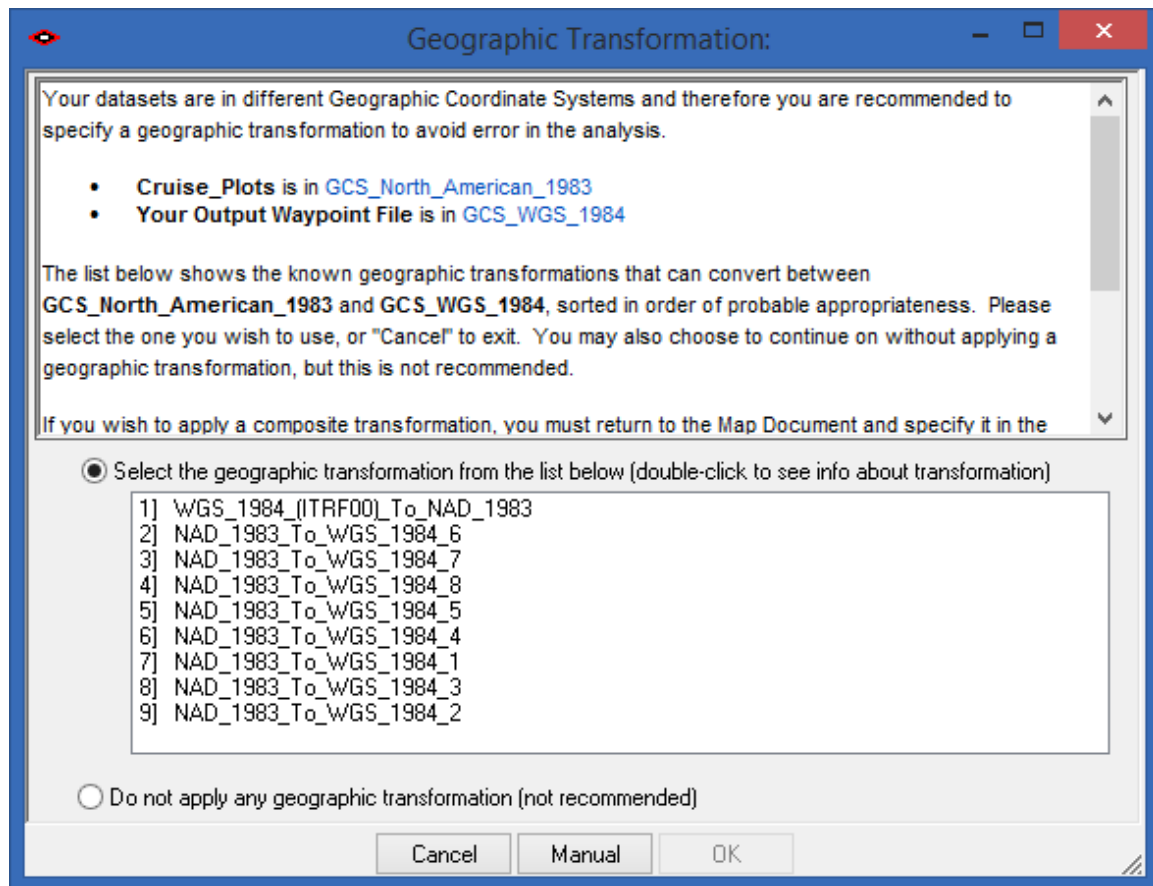 Geographic Transformation:
Your datasets are in different Geographic Coordinate Systems and therefore you are recommended to
specify a geographic transformation to avoid error in the analysis.
• Cruise_Plots is in GCS_North_American_1983
• Your Output Waypoint File is in GCS_WGS_1984
The list below shows the known geographic transformations that can convert between
GCS_North_American_1983 and GCS_WGS_1984, sorted in order of probable appropriateness. Please
select the one you wish to use, or "Cancel" to exit. You may also choose to continue on without applying a
geographic transformation, but this is not recommended.
If you wish to apply a composite transformation, you must return to the Map Document and specify it in the
Select the geographic transformation from the list below (double-click to see info about transformation)
1] WGS_1984_(ITRF00)_To_NAD_1983
2] NAD_1983_To_WGS_1984_6
3] NAD_1983_To_WGS_1984_7
4] NAD_1983_To_WGS_1984_8
5] NAD_1983_To_WGS_1984_5
6] NAD_1983_To_WGS_1984_4
7] NAD_1983_To_WGS_1984_1
8] NAD_1983_To_WGS_1984_3
9] NAD_1983_To_WGS_1984_2
Do not apply any geographic transformation (not recommended)
Cancel Manual OK